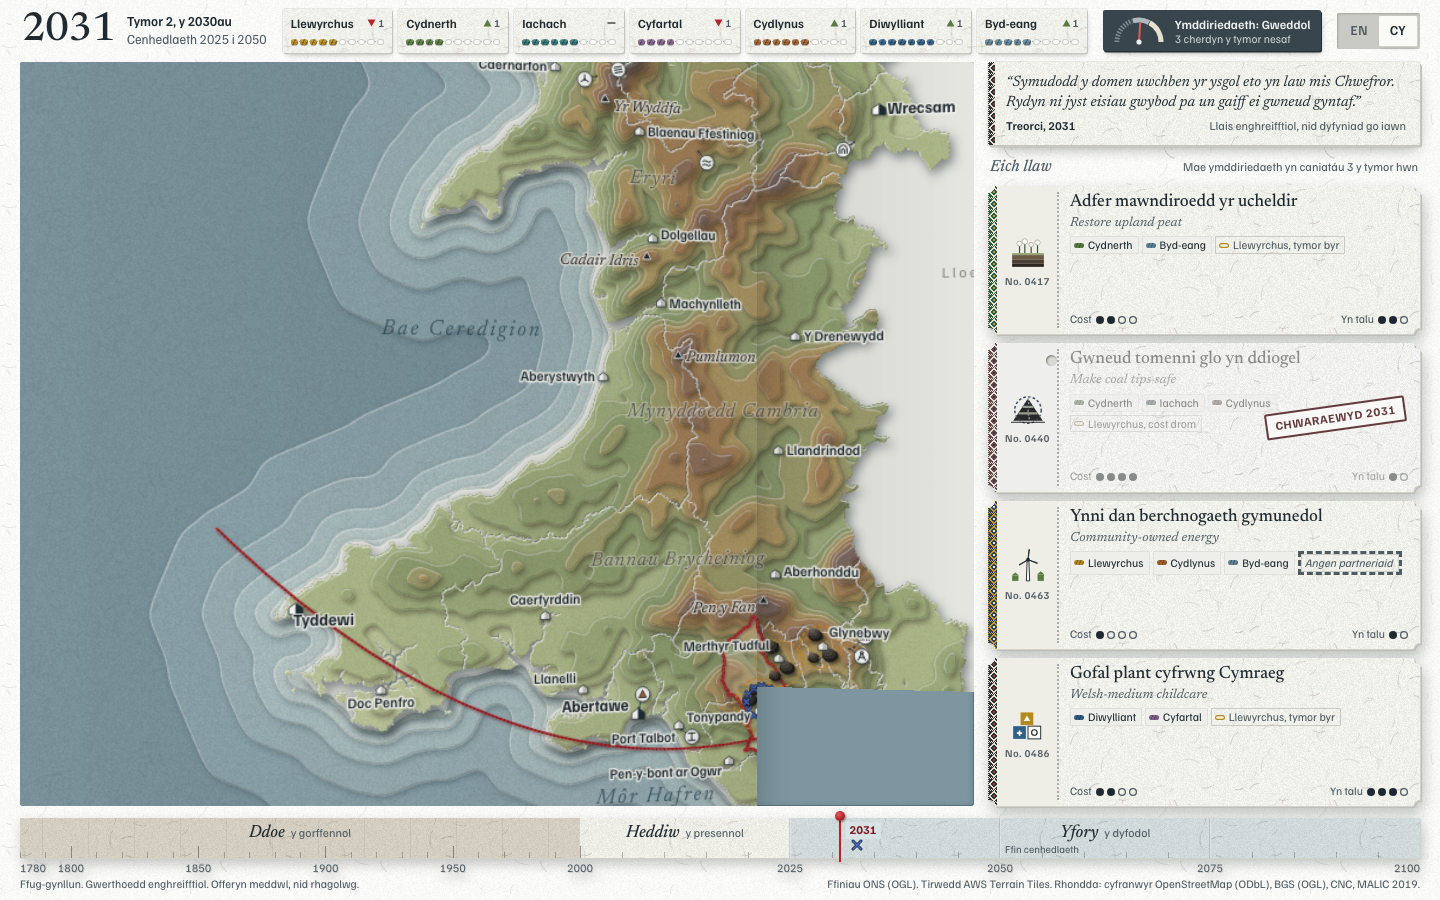 2031
Tymor 2, y 2030au
Cenhedlaeth 2025 i 2050
Llewyrchus 1
Cydnerth 1
Iachach
Cyfartal 1
Cydlynus 1
Diwylliant 1
Byd-eang 1
Ymddiriedaeth: Gweddol
3 cherdyn y tymor nesaf
EN CY
Caernarfon
Yr Wyddfa
Wrecsam
Blaenau Ffestiniog
Eryri
Dolgellau
Cadair Idris
Lloe
Machynlleth
Bae Ceredigion
Y Drenewydd
Pumlumon
Aberystwyth
Mynyddoedd Cambria
Llandrindod
Bannau Brycheiniog
Aberhonddu
Caerfyrddin
Pen y Fan
Tyddewi
Glynebwy
Merthyr Tudful
Llanelli
Doc Penfro
Abertawe
Tonypandy
Port Talbot
Pen-y-bont ar Ogwr
Môr Hafren
“Symudodd y domen uwchben yr ysgol eto yn law mis Chwefror.
Rydyn ni jyst eisiau gwybod pa un gaiff ei gwneud gyntaf.”
Treorci, 2031
Llais enghreifftiol, nid dyfyniad go iawn
Eich llaw
Mae ymddiriedaeth yn caniatáu 3 y tymor hwn
Adfer mawndiroedd yr ucheldir
Restore upland peat
Cydnerth Byd-eang Llewyrchus, tymor byr
No. 0417
Cost
Yn talu
Gwneud tomenni glo yn ddiogel
Make coal tips safe
Cydnerth Iachach Cydlynus
Llewyrchus, cost drom
CHWARAEWYD 2031
No. 0440
Cost
Yn talu
Ynni dan berchnogaeth gymunedol
Community-owned energy
Llewyrchus Cydlynus Byd-eang Angen partneriaid
No. 0463
Cost
Yn talu
Gofal plant cyfrwng Cymraeg
Welsh-medium childcare
Diwylliant Cyfartal Llewyrchus, tymor byr
No. 0486
Cost
Yn talu
Ddoe y gorffennol
Heddiw y presennol
2031
Yfory y dyfodol
Ffin cenhedlaeth
1780 1800 1850 1900 1950 2000 2025 2050 2075 2100
Ffug-gynllun. Gwerthoedd enghreifftiol. Offeryn meddwl, nid rhagolwg.
Ffiniau ONS (OGL). Tirwedd AWS Terrain Tiles. Rhondda: cyfranwyr OpenStreetMap (ODbL), BGS (OGL), CNC, MALIC 2019.